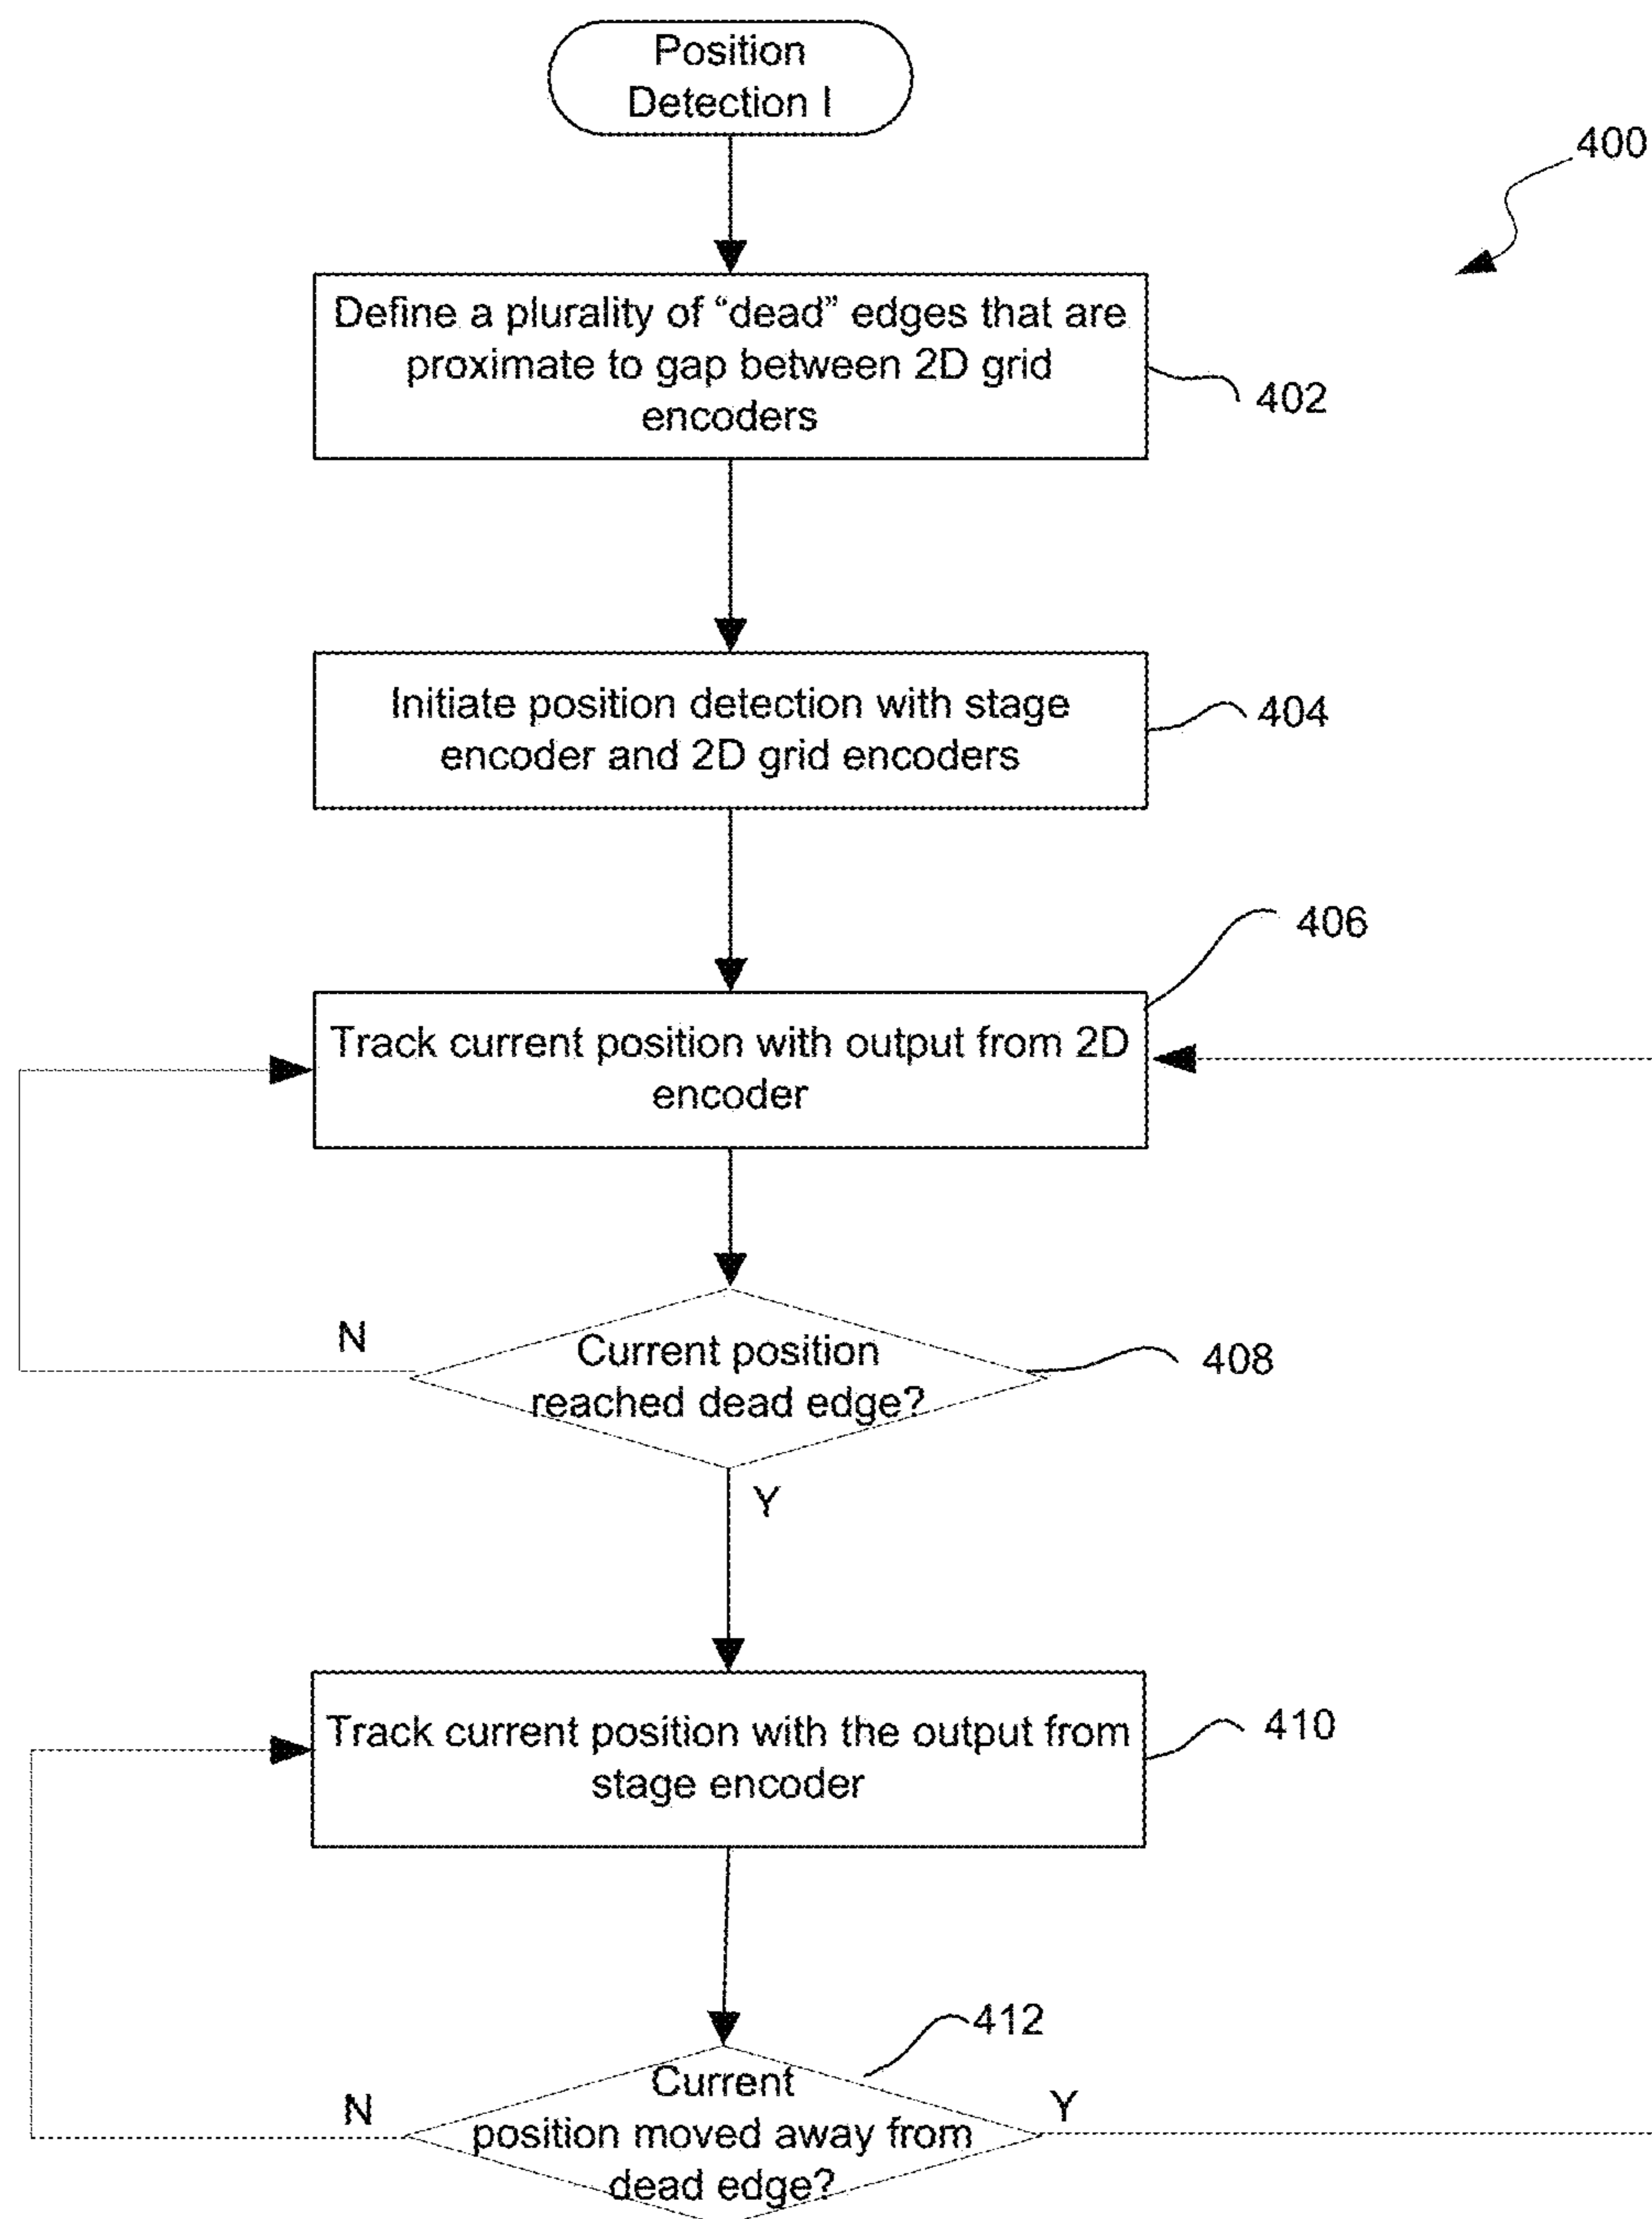 Position
Detection I
400
Define a plurality of “dead” edges that are
proximate to gap between 2D grid
encoders
402
Initiate position detection with stage
encoder and 2D grid encoders
404
406
Track current position with output from 2D
encoder
N
Current position
reached dead edge?
408
Y
Track current position with the output from
stage encoder
410
412
N
Current
position moved away from
dead edge?
Y